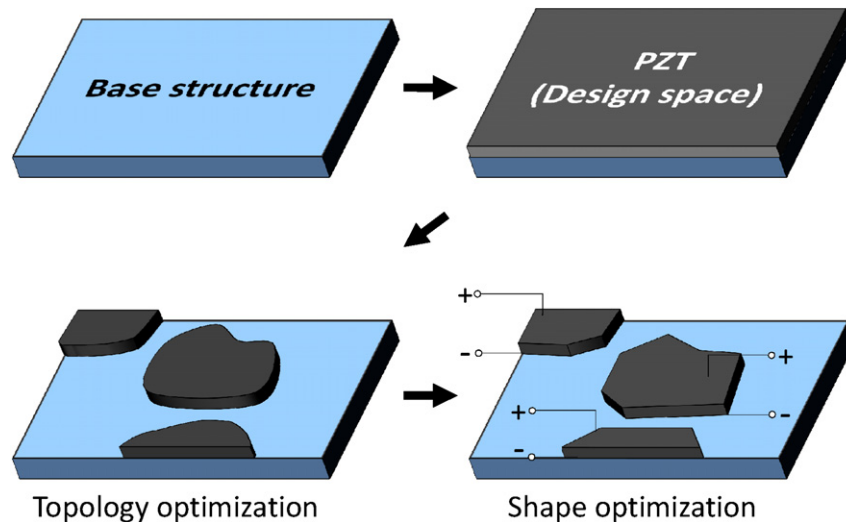 Base structure
PZT
(Design space)
+
-
+
-
+
-
Topology optimization
Shape optimization